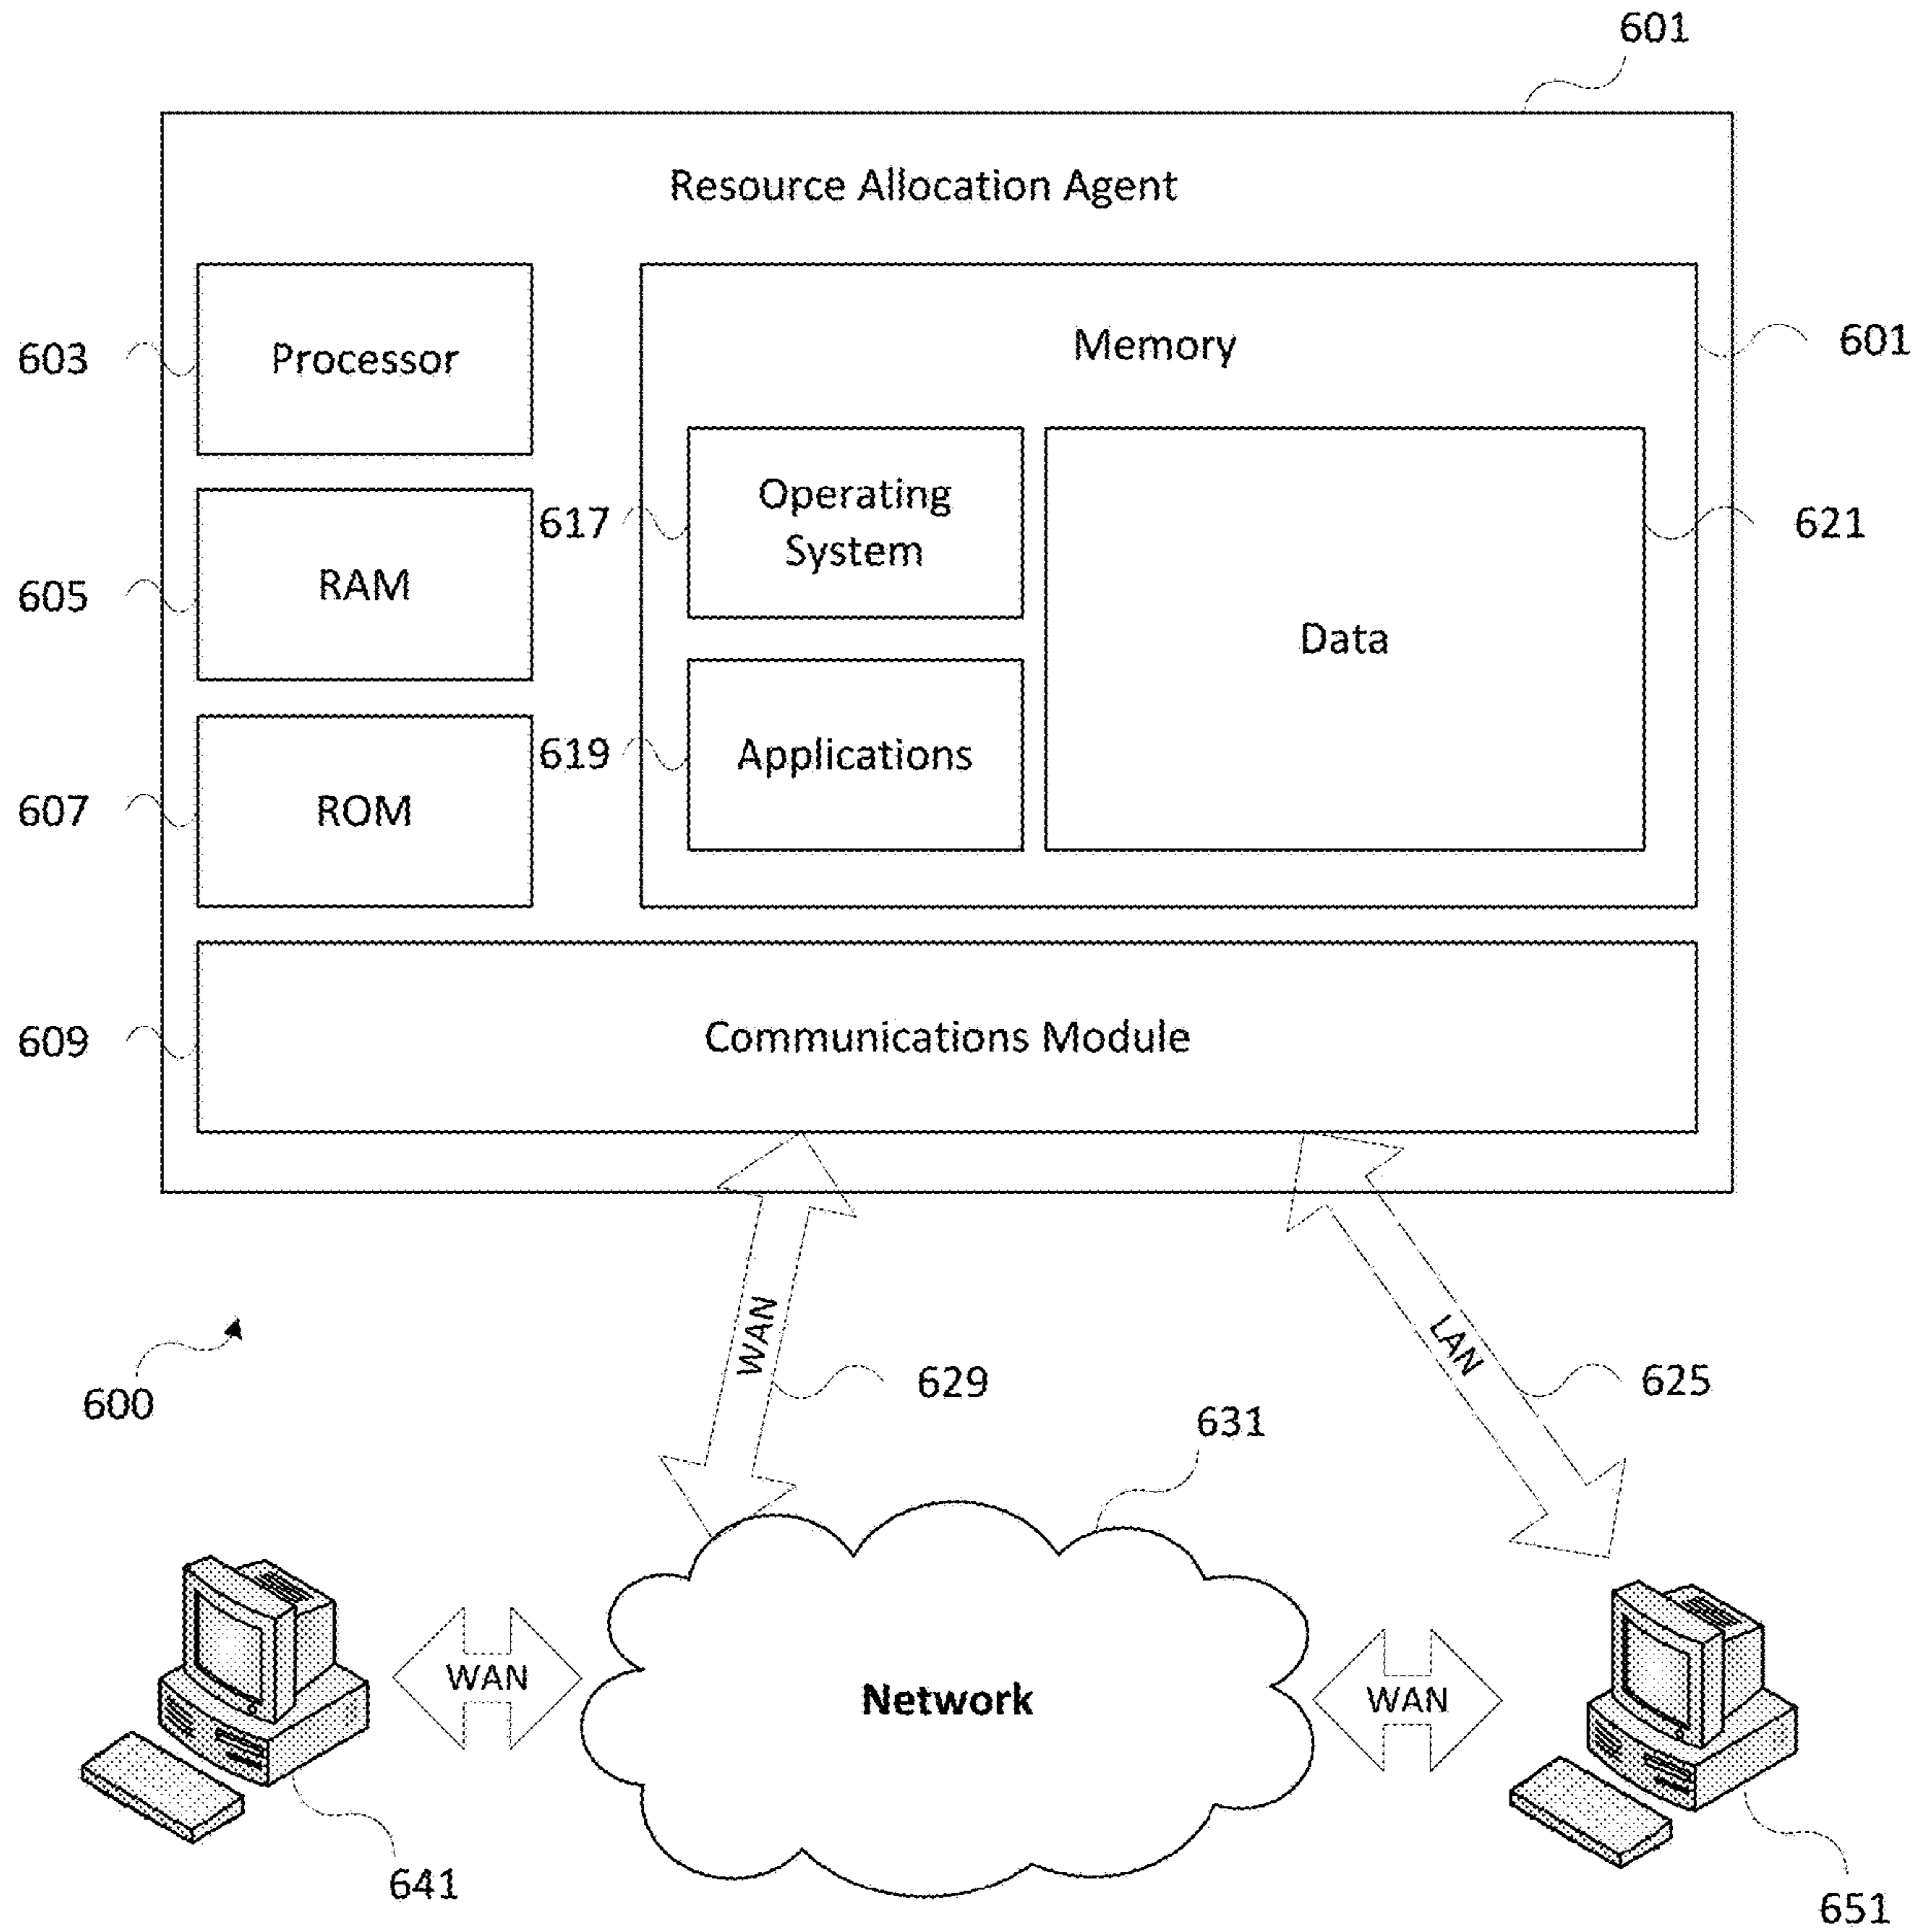 601
Resource Allocation Agent
603
Processor
Memory
601
617
Operating
System
621
605
RAM
Data
619
Applications
607
ROM
609
Communications Module
WAN
LAN
600
629
625
631
WAN
Network
WAN
641
651